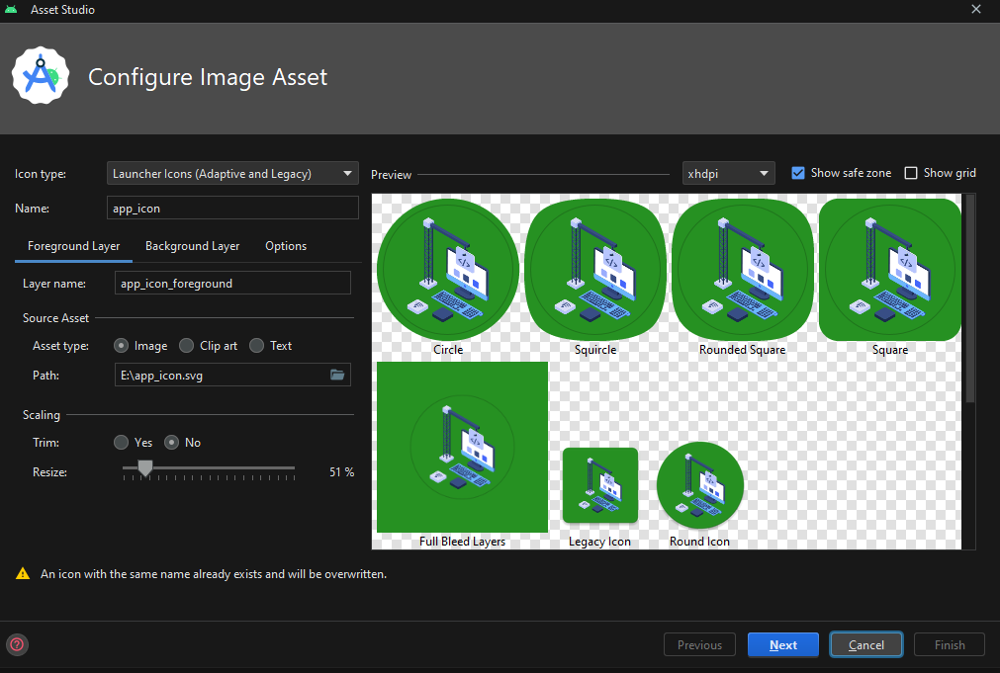 Asset Studio
Configure Image Asset
Icon type: Launcher Icons (Adaptive and Legacy)
Preview xhdpi Show safe zone Show grid
Name: app_icon
Foreground Layer Background Layer Options
Layer name: app_icon_foreground
Source Asset
Asset type: Image Clip art Text
Path: E:\app_icon.svg
Scaling
Trim: Yes No
Resize: 51 %
Circle Squircle Rounded Square Square
Full Bleed Layers Legacy Icon Round Icon
An icon with the same name already exists and will be overwritten.
Previous Next Cancel Finish